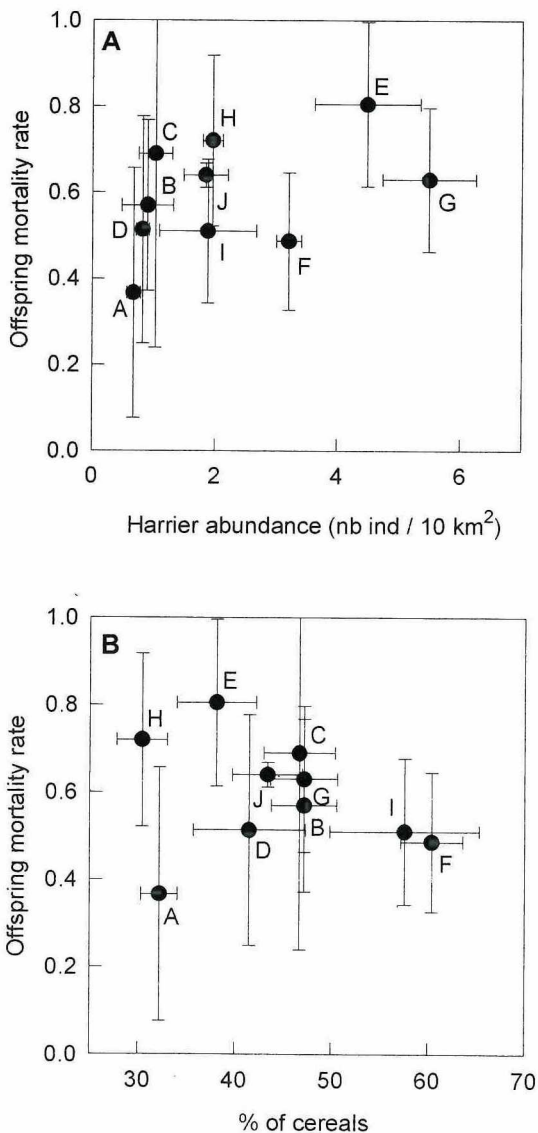 A
1.0
0.8
0.6
0.4
0.2
0.0
Offspring mortality rate
E
H
C
G
B
J
D
I
F
A
0 2 4 6
Harrier abundance (nb ind / 10 km²)
B
1.0
0.8
0.6
0.4
0.2
0.0
Offspring mortality rate
E
H
C
J
G
B
D
I
F
A
30 40 50 60 70
% of cereals